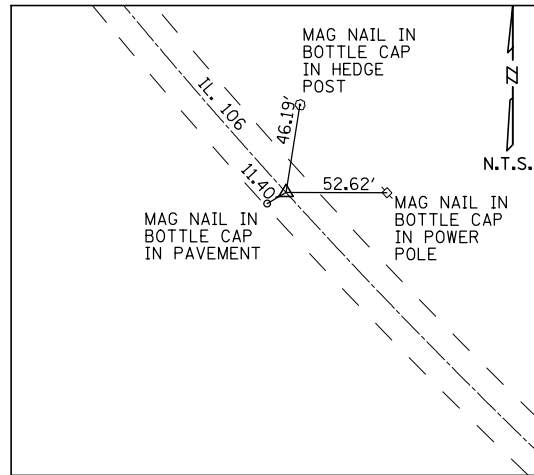 MAG NAIL IN
BOTTLE CAP
IN HEDGE
POST
N
N.T.S.
IL. 106
46.19'
11.40'
52.62'
MAG NAIL IN
BOTTLE CAP
IN POWER
POLE
MAG NAIL IN
BOTTLE CAP
IN PAVEMENT